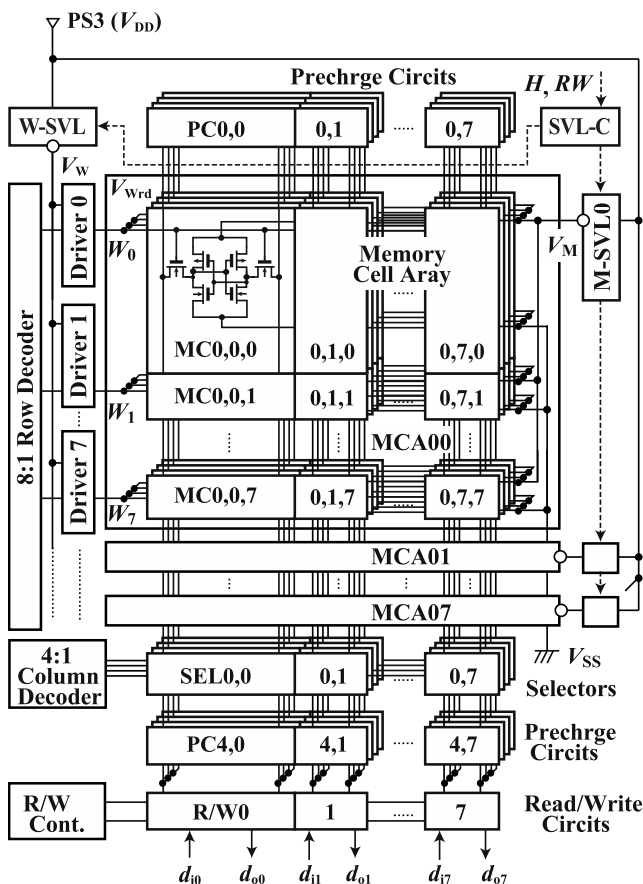 PS3 (VDD)
Prechrge Circits
H, RW
W-SVL
PC0,0
0,1
.....
0,7
SVL-C
VW
VWrd
8:1 Row Decoder
Driver 0
W0
Memory
Cell Aray
.....
VM
M-SVL0
MC0,0,0
0,1,0
0,7,0
Driver 1
W1
MC0,0,1
0,1,1
.....
0,7,1
MCA00
Driver 7
W7
MC0,0,7
0,1,7
.....
0,7,7
MCA01
MCA07
4:1
Column
Decoder
SEL0,0
0,1
.....
0,7
VSS
Selectors
PC4,0
4,1
.....
4,7
Prechrge
Circits
R/W
Cont.
R/W0
1
.....
7
Read/Write
Circits
di0
do0
di1
do1
di7
do7